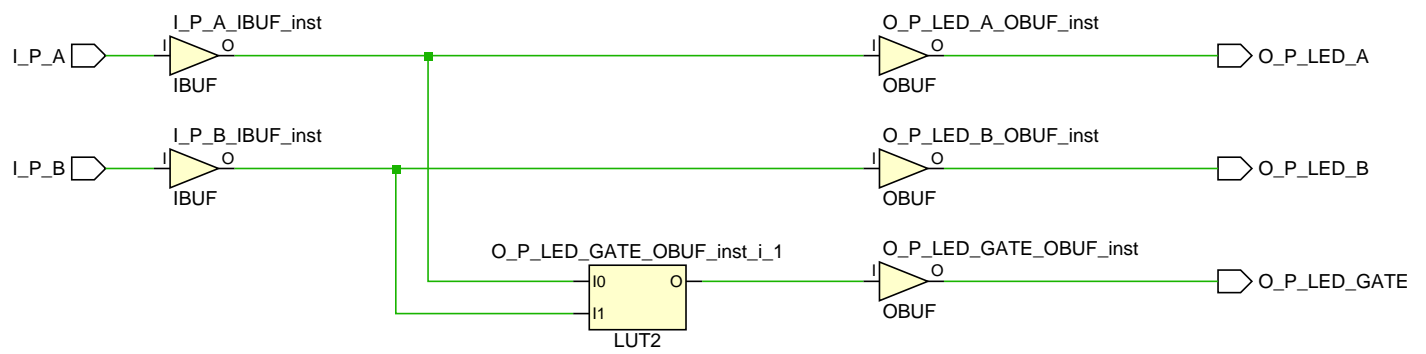 I_P_A_IBUF_inst
O_P_LED_A_OBUF_inst
I_P_A
I
O
I
O
O_P_LED_A
IBUF
OBUF
I_P_B_IBUF_inst
O_P_LED_B_OBUF_inst
I_P_B
I
O
I
O
O_P_LED_B
IBUF
OBUF
O_P_LED_GATE_OBUF_inst_i_1
O_P_LED_GATE_OBUF_inst
I0
O
I
O
O_P_LED_GATE
I1
OBUF
LUT2